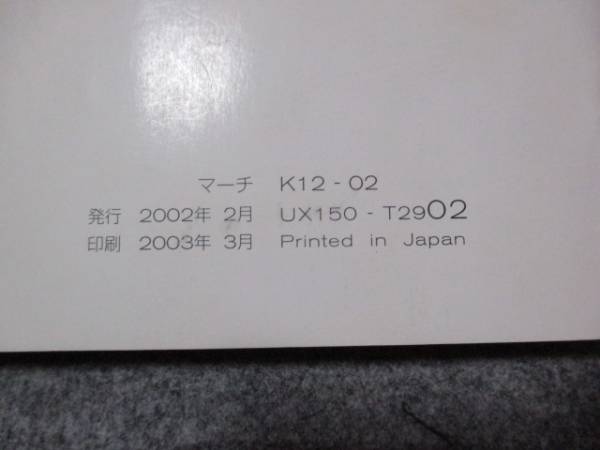 マーチ K12 - 02
発行 2002年 2月 UX150 - T2902
印刷 2003年 3月 Printed in Japan